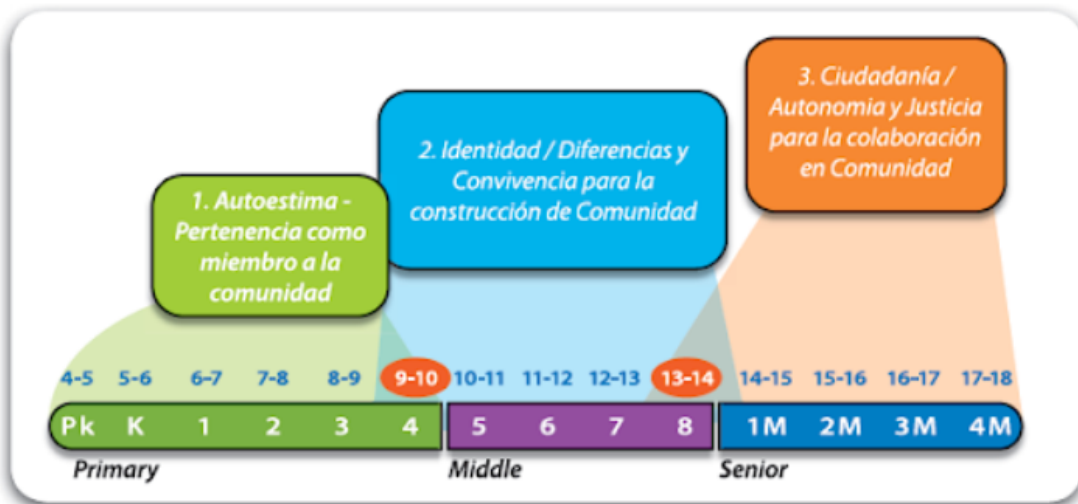 3. Ciudadanía /
Autonomia y Justicia
para la colaboración
en Comunidad
2. Identidad / Diferencias y
Convivencia para la
construcción de Comunidad
1. Autoestima -
Pertenencia como
miembro a la
comunidad
4-5 5-6 6-7 7-8 8-9 9-10 10-11 11-12 12-13 13-14 14-15 15-16 16-17 17-18
Pk K 1 2 3 4 5 6 7 8 1M 2M 3M 4M
Primary Middle Senior